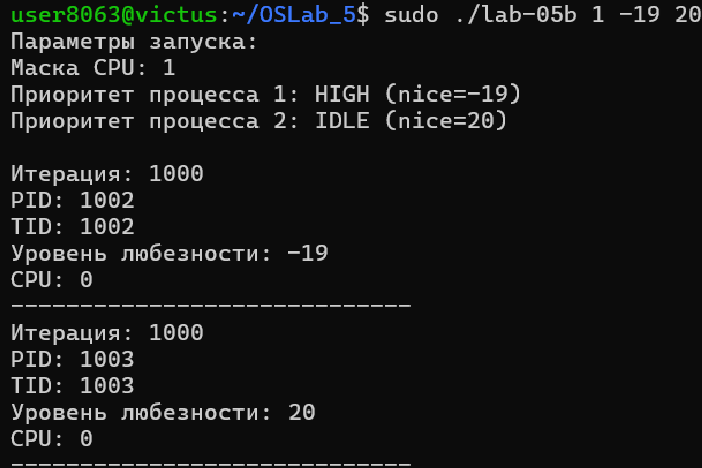 user8063@victus:~/OSLab_5$ sudo ./lab-05b 1 -19 20
Параметры запуска:
Маска CPU: 1
Приоритет процесса 1: HIGH (nice=-19)
Приоритет процесса 2: IDLE (nice=20)
Итерация: 1000
PID: 1002
TID: 1002
Уровень любезности: -19
CPU: 0
-----------------------------
Итерация: 1000
PID: 1003
TID: 1003
Уровень любезности: 20
CPU: 0
-----------------------------